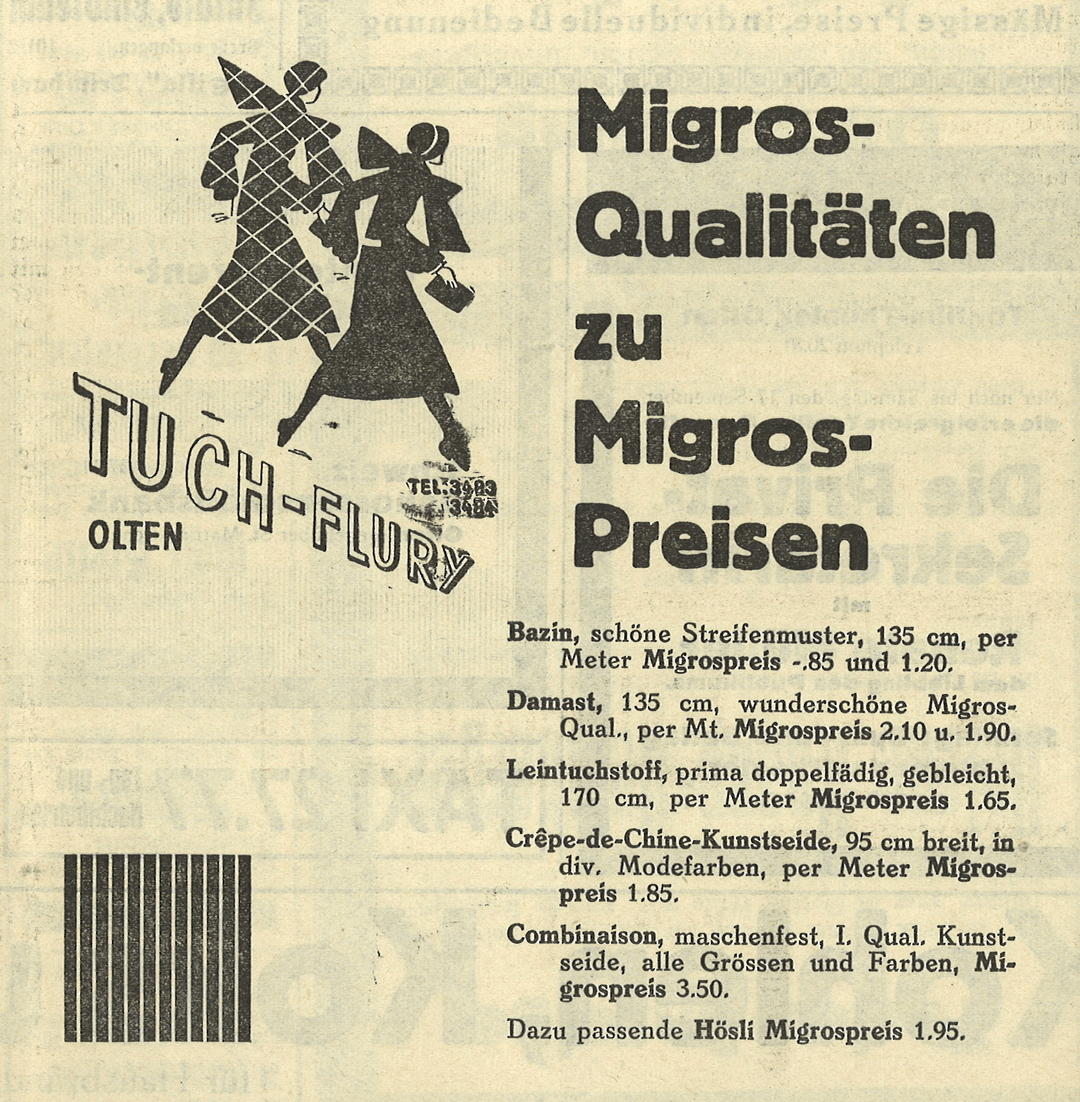 TUCH-FLURY
OLTEN
TEL. 3483
3484
Migros-
Qualitäten
zu
Migros-
Preisen
Bazin, schöne Streifenmuster, 135 cm, per
Meter Migrospreis -.85 und 1.20.
Damast, 135 cm, wunderschöne Migros-
Qual., per Mt. Migrospreis 2.10 u. 1.90.
Leintuchstoff, prima doppelfädig, gebleicht,
170 cm, per Meter Migrospreis 1.65.
Crêpe-de-Chine-Kunstseide, 95 cm breit, in
div. Modefarben, per Meter Migros-
preis 1.85.
Combinaison, maschenfest, I. Qual. Kunst-
seide, alle Grössen und Farben, Mi-
grospreis 3.50.
Dazu passende Hösli Migrospreis 1.95.